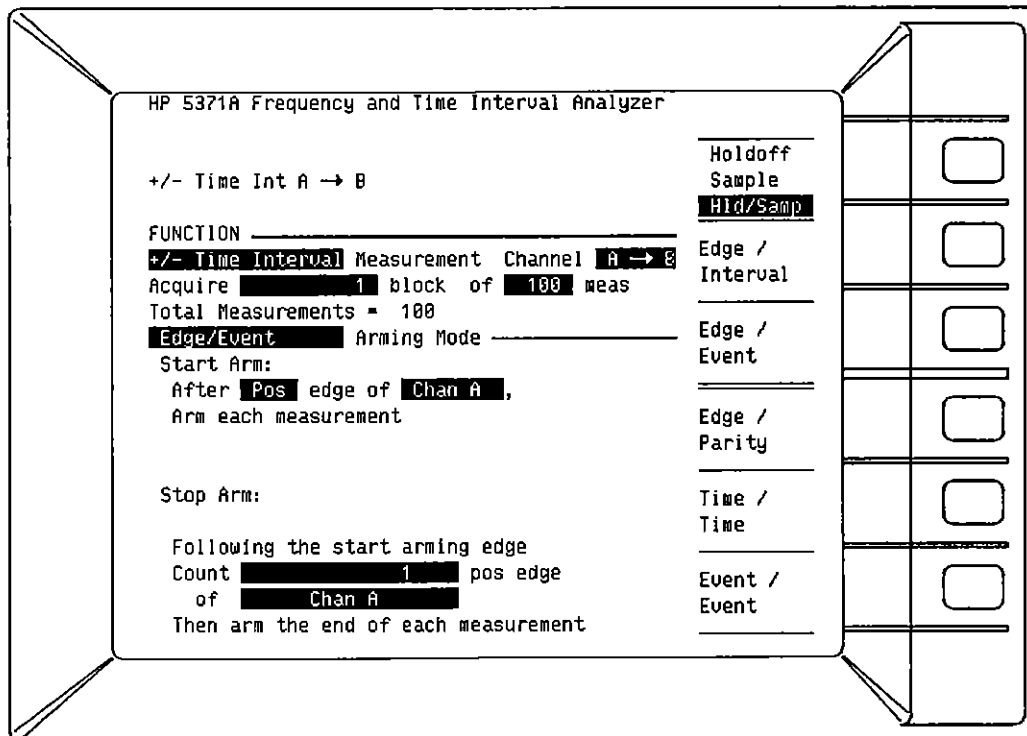 HP 5371A Frequency and Time Interval Analyzer
+/- Time Int A → B
FUNCTION
+/- Time Interval Measurement Channel A → B
Acquire 1 block of 100 meas
Total Measurements = 100
Edge/Event Arming Mode
Start Arm:
After Pos edge of Chan A ,
Arm each measurement
Stop Arm:
Following the start arming edge
Count 1 pos edge
of Chan A
Then arm the end of each measurement
Holdoff
Sample
Hld/Samp
Edge /
Interval
Edge /
Event
Edge /
Parity
Time /
Time
Event /
Event